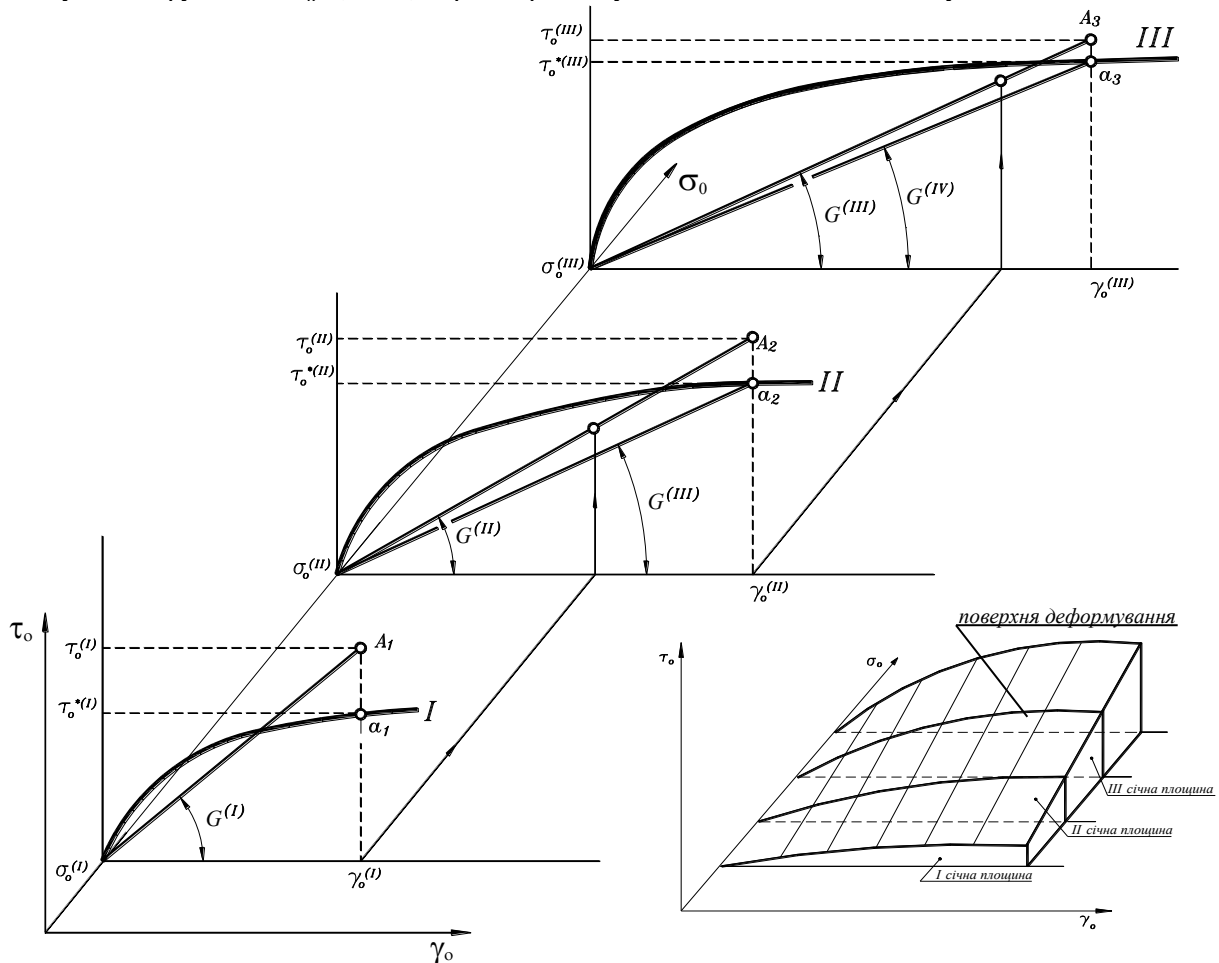 τₒ⁽ᴵᴵᴵ⁾
A₃
III
τₒ*⁽ᴵᴵᴵ⁾
a₃
σ₀
G⁽ᴵᴵᴵ⁾
G⁽ᴵⱽ⁾
σₒ⁽ᴵᴵᴵ⁾
γₒ⁽ᴵᴵᴵ⁾
τₒ⁽ᴵᴵ⁾
A₂
τₒ*⁽ᴵᴵ⁾
a₂
II
G⁽ᴵᴵ⁾
G⁽ᴵᴵᴵ⁾
σₒ⁽ᴵᴵ⁾
γₒ⁽ᴵᴵ⁾
τₒ
τₒ⁽ᴵ⁾
A₁
τₒ*⁽ᴵ⁾
a₁
I
G⁽ᴵ⁾
σₒ⁽ᴵ⁾
γₒ⁽ᴵ⁾
γₒ
поверхня деформування
τₒ
σₒ
III січна площина
II січна площина
I січна площина
γₒ